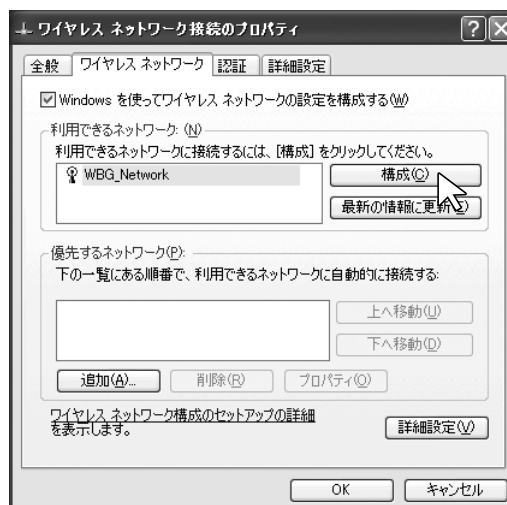 ワイヤレス ネットワーク接続のプロパティ
全般 ワイヤレス ネットワーク 認証 詳細設定
Windows を使ってワイヤレス ネットワークの設定を構成する(W)
利用できるネットワーク: (N)
利用できるネットワークに接続するには、[構成] をクリックしてください。
WBG_Network
構成(C)
最新の情報に更新
優先するネットワーク(P):
下の一覧にある順番で、利用できるネットワークに自動的に接続する:
上へ移動(U)
下へ移動(D)
追加(A)... 削除(R) プロパティ(O)
ワイヤレス ネットワーク構成のセットアップの詳細
を表示します。
詳細設定(V)
OK キャンセル